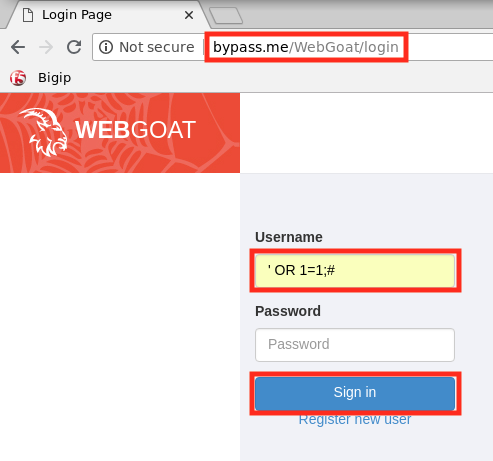 Login Page
Not secure bypass.me/WebGoat/login
f5 Bigip
WEBGOAT
Username
' OR 1=1;#
Password
Password
Sign in
Register new user